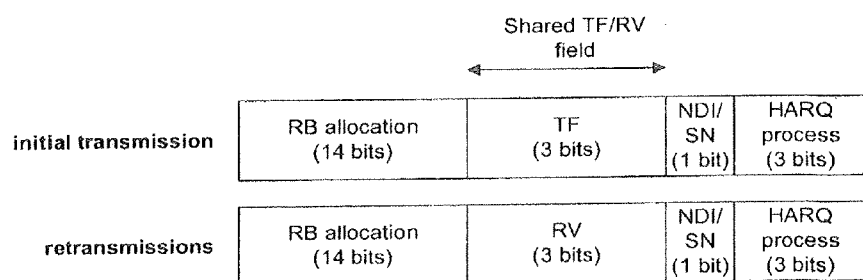 Shared TF/RV
field
initial transmission
RB allocation
(14 bits)
TF
(3 bits)
NDI/
SN
(1 bit)
HARQ
process
(3 bits)
retransmissions
RB allocation
(14 bits)
RV
(3 bits)
NDI/
SN
(1 bit)
HARQ
process
(3 bits)